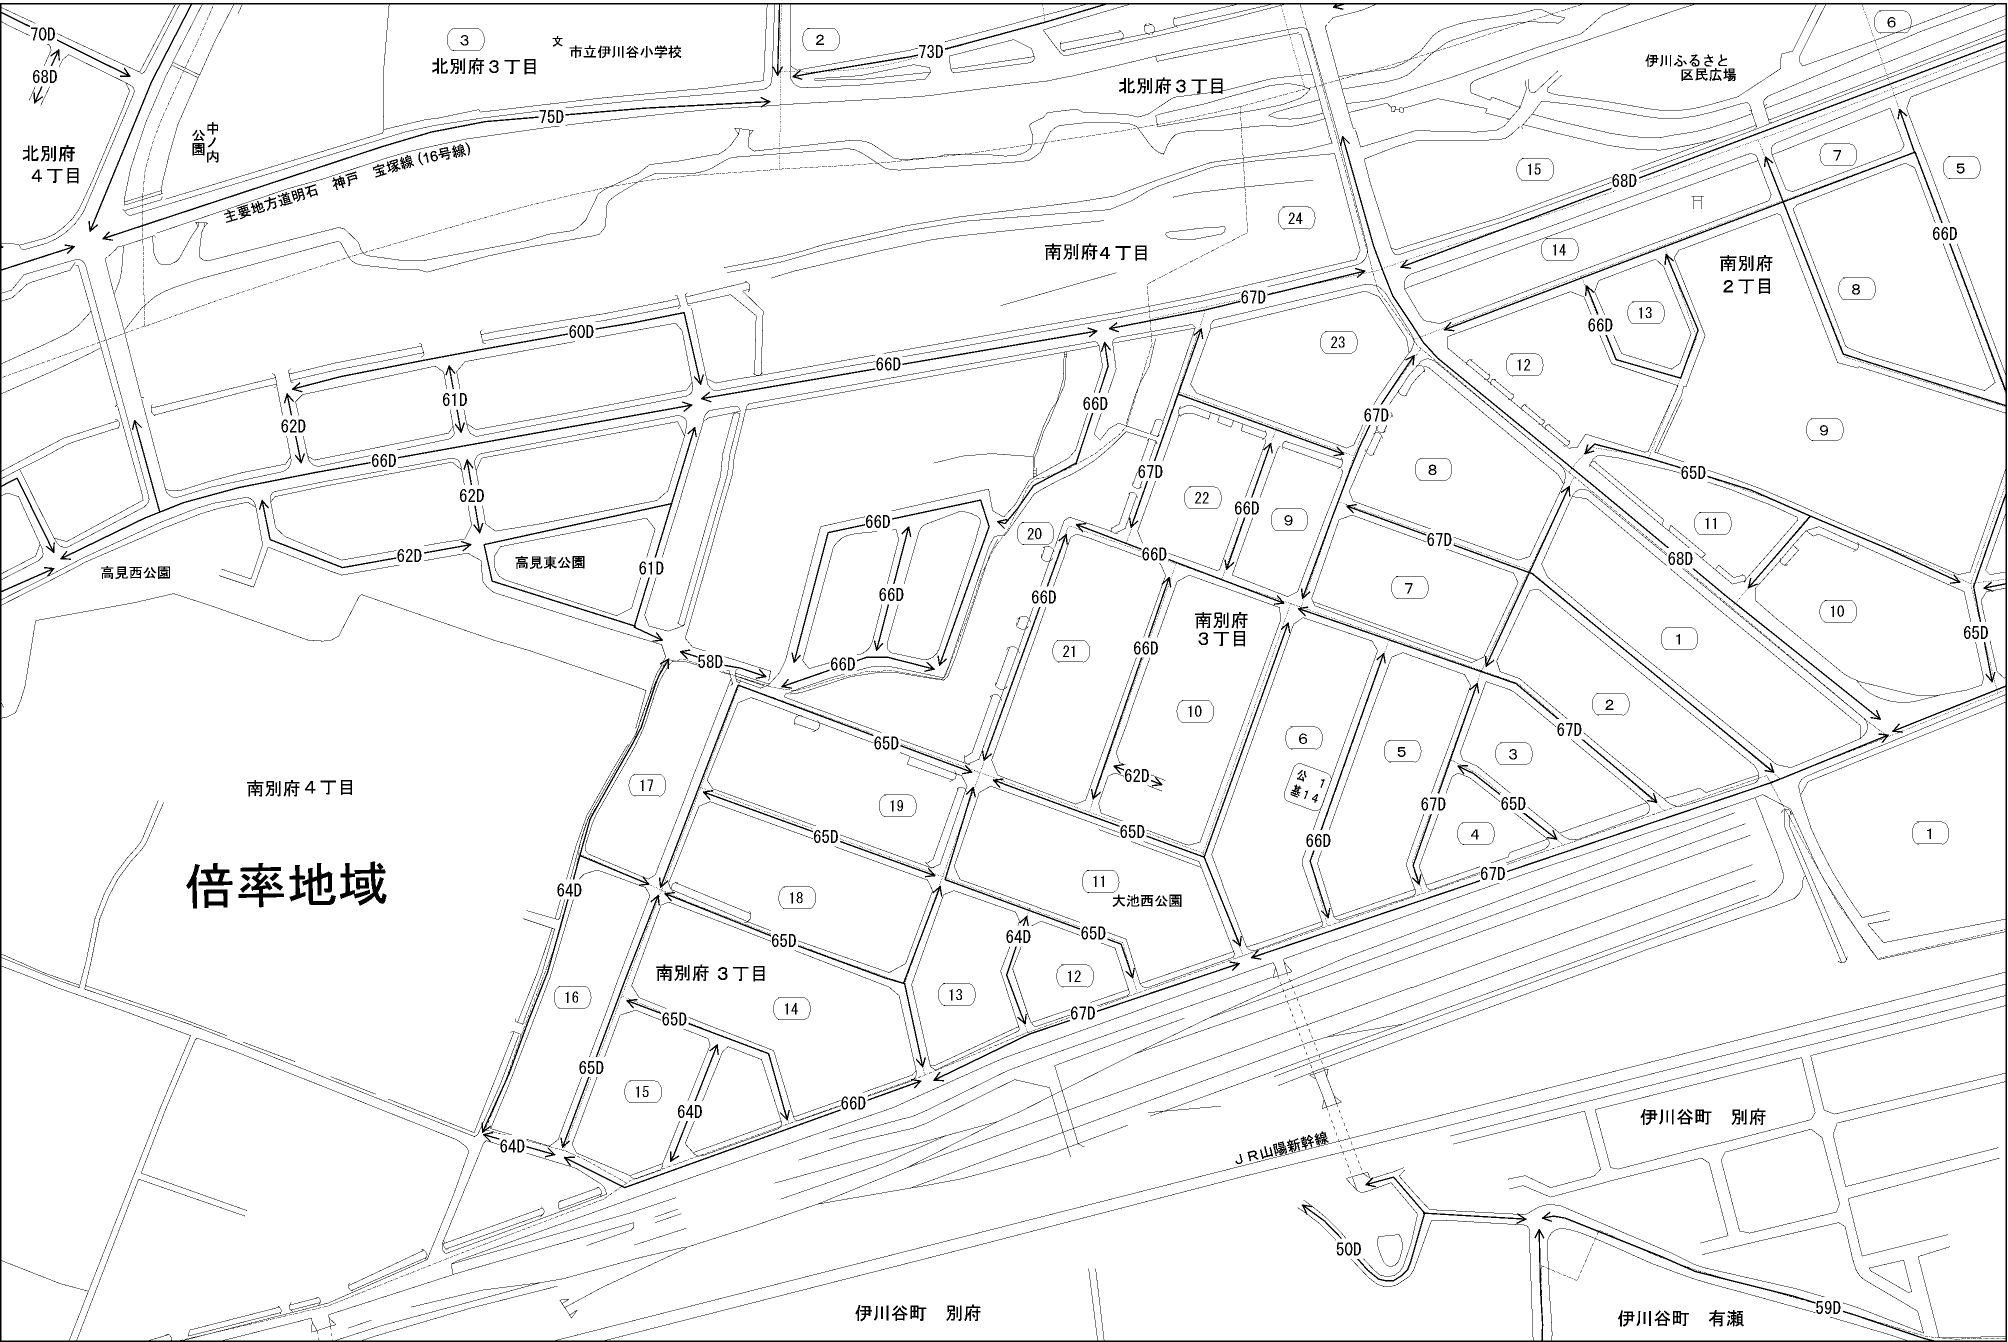 70D
68D
3
北別府3丁目
文
市立伊川谷小学校
2
73D
6
伊川ふるさと
区民広場
北別府3丁目
75D
中ノ内
公園
北別府
4丁目
主要地方道明石 神戸 宝塚線(16号線)
15
68D
7
5
24
14
66D
南別府4丁目
南別府
2丁目
8
67D
13
66D
60D
23
12
66D
61D
62D
66D
67D
9
66D
67D
8
65D
62D
22
66D
9
11
66D
20
67D
62D
高見東公園
61D
高見西公園
66D
68D
66D
66D
7
10
南別府
3丁目
1
65D
58D
66D
21
66D
10
2
6
5
3
67D
65D
62D
公 1
基14
南別府4丁目
17
19
67D
65D
4
1
65D
65D
66D
倍率地域
64D
18
11
大池西公園
67D
65D
64D
65D
南別府 3丁目
16
14
13
12
65D
67D
65D
15
64D
66D
64D
伊川谷町 別府
JR山陽新幹線
50D
伊川谷町 別府
59D
伊川谷町 有瀬